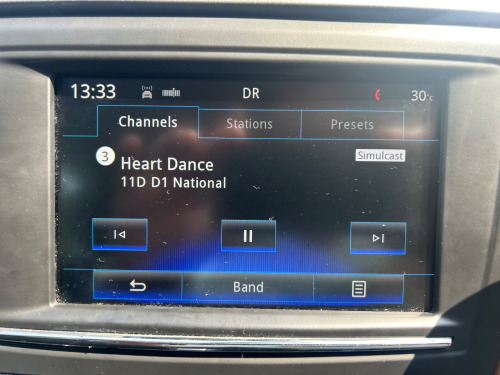 13:33 DR 30°c
Channels Stations Presets
3 Heart Dance Simulcast
11D D1 National
Band